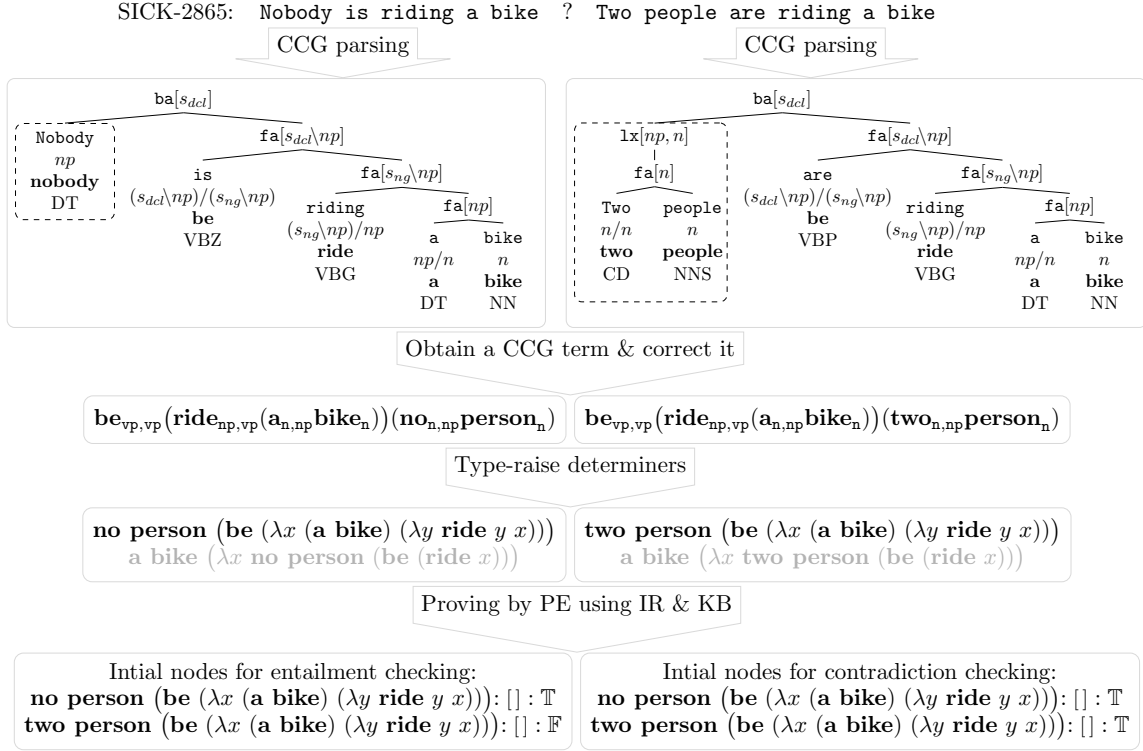 SICK-2865: Nobody is riding a bike ? Two people are riding a bike
CCG parsing CCG parsing
ba[s_dcl]
Nobody
np
nobody
DT
fa[s_dcl\np]
is
(s_dcl\np)/(s_ng\np)
be
VBZ
fa[s_ng\np]
riding
(s_ng\np)/np
ride
VBG
fa[np]
a
np/n
a
DT
bike
n
bike
NN
ba[s_dcl]
lx[np, n]
fa[n]
Two
n/n
two
CD
people
n
people
NNS
fa[s_dcl\np]
are
(s_dcl\np)/(s_ng\np)
be
VBP
fa[s_ng\np]
riding
(s_ng\np)/np
ride
VBG
fa[np]
a
np/n
a
DT
bike
n
bike
NN
Obtain a CCG term & correct it
be_vp,vp(ride_np,vp(a_n,np bike_n))(no_n,np person_n)
be_vp,vp(ride_np,vp(a_n,np bike_n))(two_n,np person_n)
Type-raise determiners
no person (be (λx (a bike) (λy ride y x)))
a bike (λx no person (be (ride x)))
two person (be (λx (a bike) (λy ride y x)))
a bike (λx two person (be (ride x)))
Proving by PE using IR & KB
Intial nodes for entailment checking:
no person (be (λx (a bike) (λy ride y x))): [] : 𝕋
two person (be (λx (a bike) (λy ride y x))): [] : 𝔽
Intial nodes for contradiction checking:
no person (be (λx (a bike) (λy ride y x))): [] : 𝕋
two person (be (λx (a bike) (λy ride y x))): [] : 𝕋